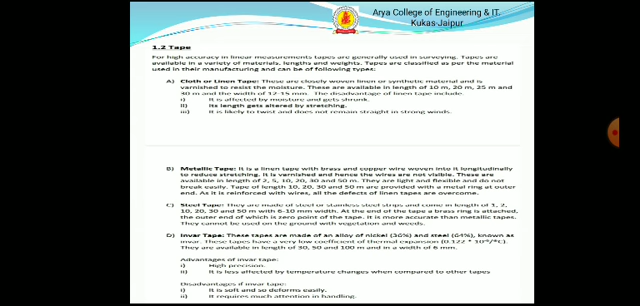 Arya College of Engineering & IT.
Kukas Jaipur
1.2 Tape
For high accuracy in linear measurements tapes are generally used in surveying. Tapes are
available in a variety of materials, lengths and weights. Tapes are classified as per the material
used in their manufacturing and can be of following types:
A) Cloth or Linen Tape: These are closely woven linen or synthetic material and is
varnished to resist the moisture. These are available in length of 10 m, 20 m, 25 m and
30 m and the width of 12-15 mm. The disadvantage of linen tape include
i) It is affected by moisture and gets shrunk.
ii) Its length gets altered by stretching.
iii) It is likely to twist and does not remain straight in strong winds.
B) Metallic Tape: It is a linen tape with brass and copper wire woven into it longitudinally
to reduce stretching. It is varnished end hence the wires are not visible. These are
available in length of 2, 5, 10, 20, 30 and 50 m. They are light and flexible and do not
break easily. Tape of length 10, 20, 30 and 50 m are provided with a metal ring at outer
end. As it is reinforced with wires, all the defects of linen tapes are overcome.
C) Steel Tape: They are made of steel or stainless steel strips and come in length of 1, 2,
10, 20, 30 and 50 m with 6-10 mm width. At the end of the tape a brass ring is attached,
the outer end of which is zero point of the tape. It is more accurate than metallic tapes.
They cannot be used on the ground with vegetation and weeds.
D) Invar Tape: These tapes are made of an alloy of nickel (36%) and steel (64%), known as
invar. These tapes have a very low coefficient of thermal expansion (0.122 * 10⁻⁶/°C).
They are available in length of 30, 50 and 100 m and in a width of 6 mm.
Advantages of invar tape:
i) High precision.
ii) It is less affected by temperature changes when compared to other tapes
Disadvantages if invar tape:
i) It is soft and so deforms easily.
ii) It requires much attention in handling.